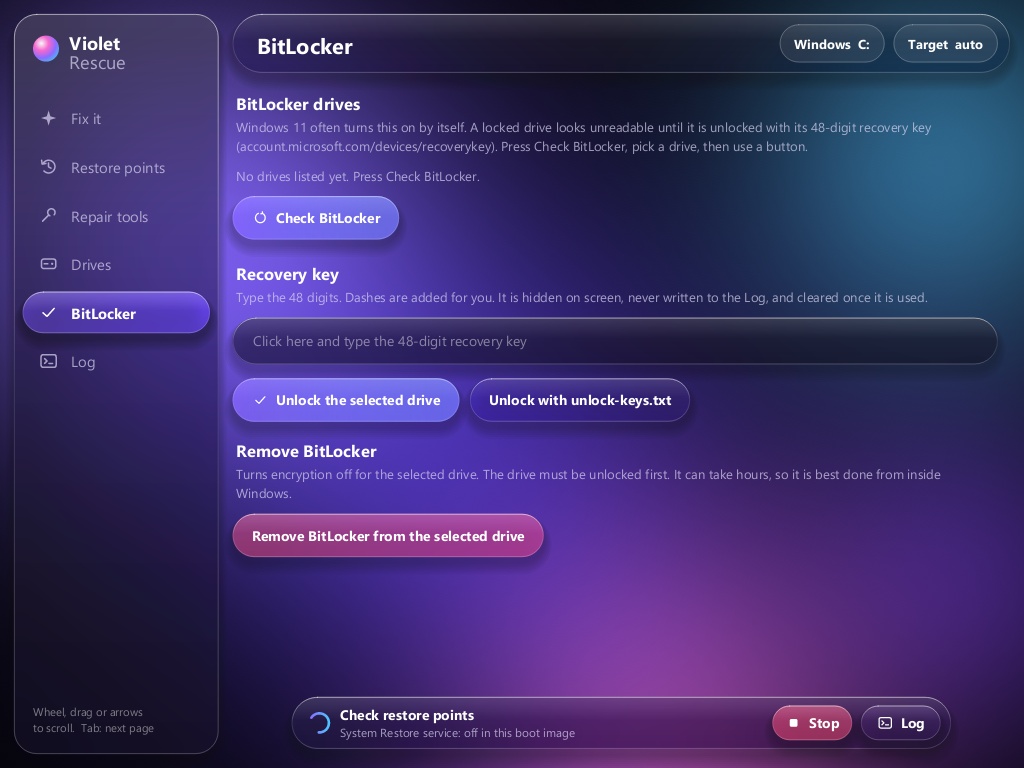 Violet
Rescue
Fix it
Restore points
Repair tools
Drives
BitLocker
Log
Wheel, drag or arrows
to scroll. Tab: next page
BitLocker
Windows C:
Target auto
BitLocker drives
Windows 11 often turns this on by itself. A locked drive looks unreadable until it is unlocked with its 48-digit recovery key
(account.microsoft.com/devices/recoverykey). Press Check BitLocker, pick a drive, then use a button.
No drives listed yet. Press Check BitLocker.
Check BitLocker
Recovery key
Type the 48 digits. Dashes are added for you. It is hidden on screen, never written to the Log, and cleared once it is used.
Click here and type the 48-digit recovery key
Unlock the selected drive
Unlock with unlock-keys.txt
Remove BitLocker
Turns encryption off for the selected drive. The drive must be unlocked first. It can take hours, so it is best done from inside
Windows.
Remove BitLocker from the selected drive
Check restore points
System Restore service: off in this boot image
Stop
Log